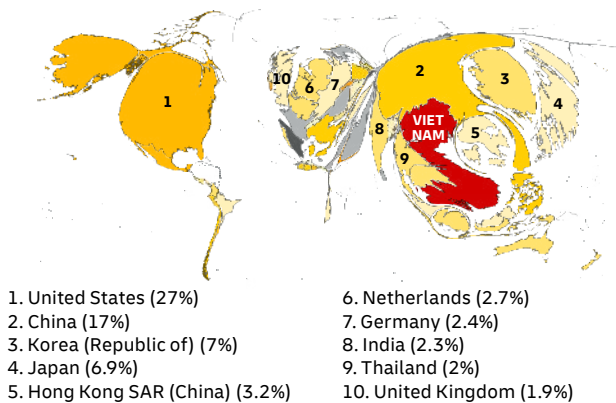 10
6
7
2
3
4
1
8
VIET
NAM
5
9
1. United States (27%)
2. China (17%)
3. Korea (Republic of) (7%)
4. Japan (6.9%)
5. Hong Kong SAR (China) (3.2%)
6. Netherlands (2.7%)
7. Germany (2.4%)
8. India (2.3%)
9. Thailand (2%)
10. United Kingdom (1.9%)